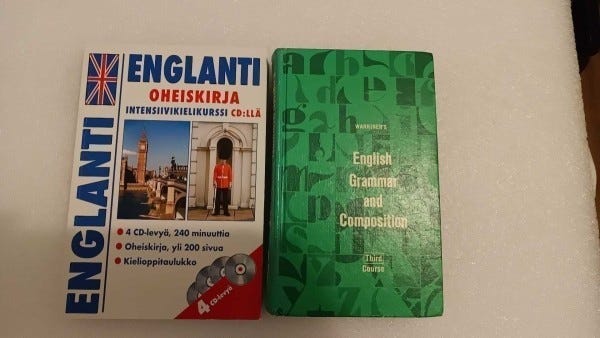 ENGLANTI
ENGLANTI
OHEISKIRJA
INTENSIIVIKIELIKURSSI CD:LLÄ
4 CD-levyä, 240 minuuttia
Oheiskirja, yli 200 sivua
Kielioppitaulukko
4 CD-levyä
WARRINER'S
English
Grammar
and
Composition
Third
Course